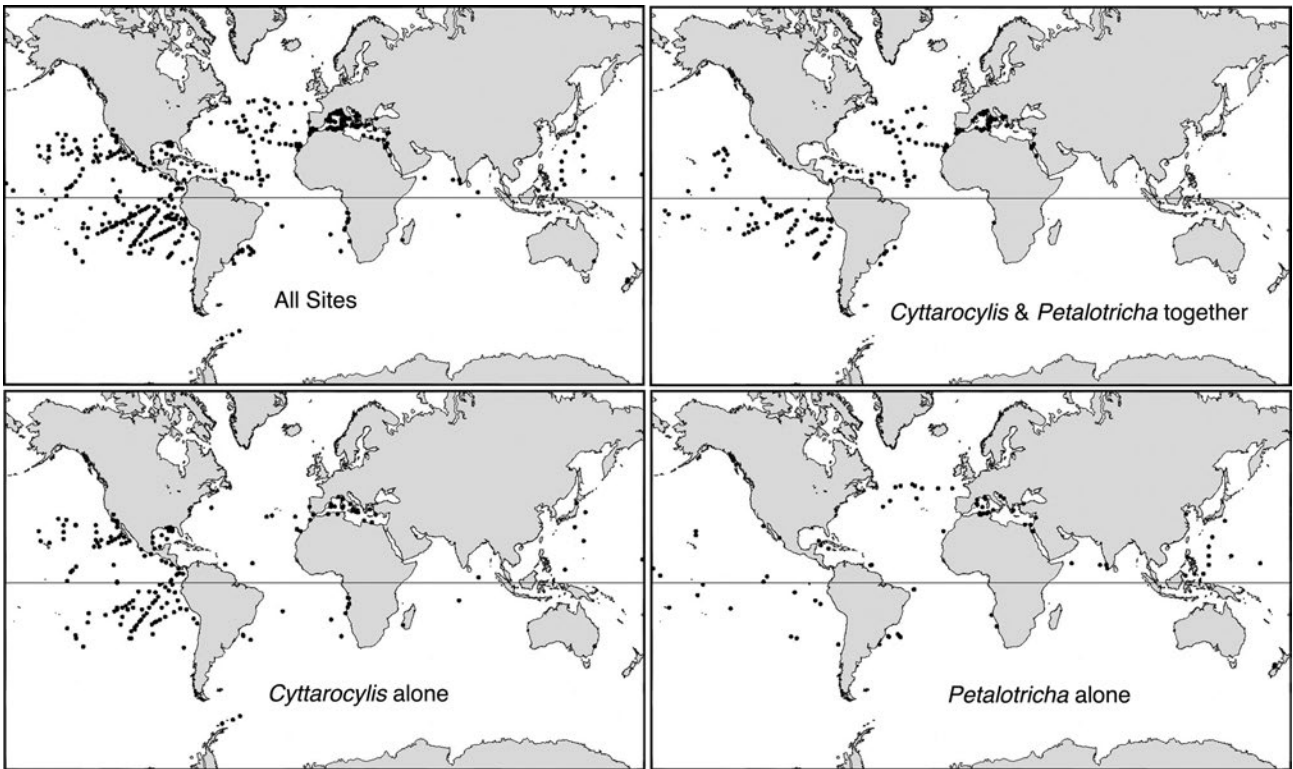 All Sites
Cyttarocylis & Petalotricha together
Cyttarocylis alone
Petalotricha alone